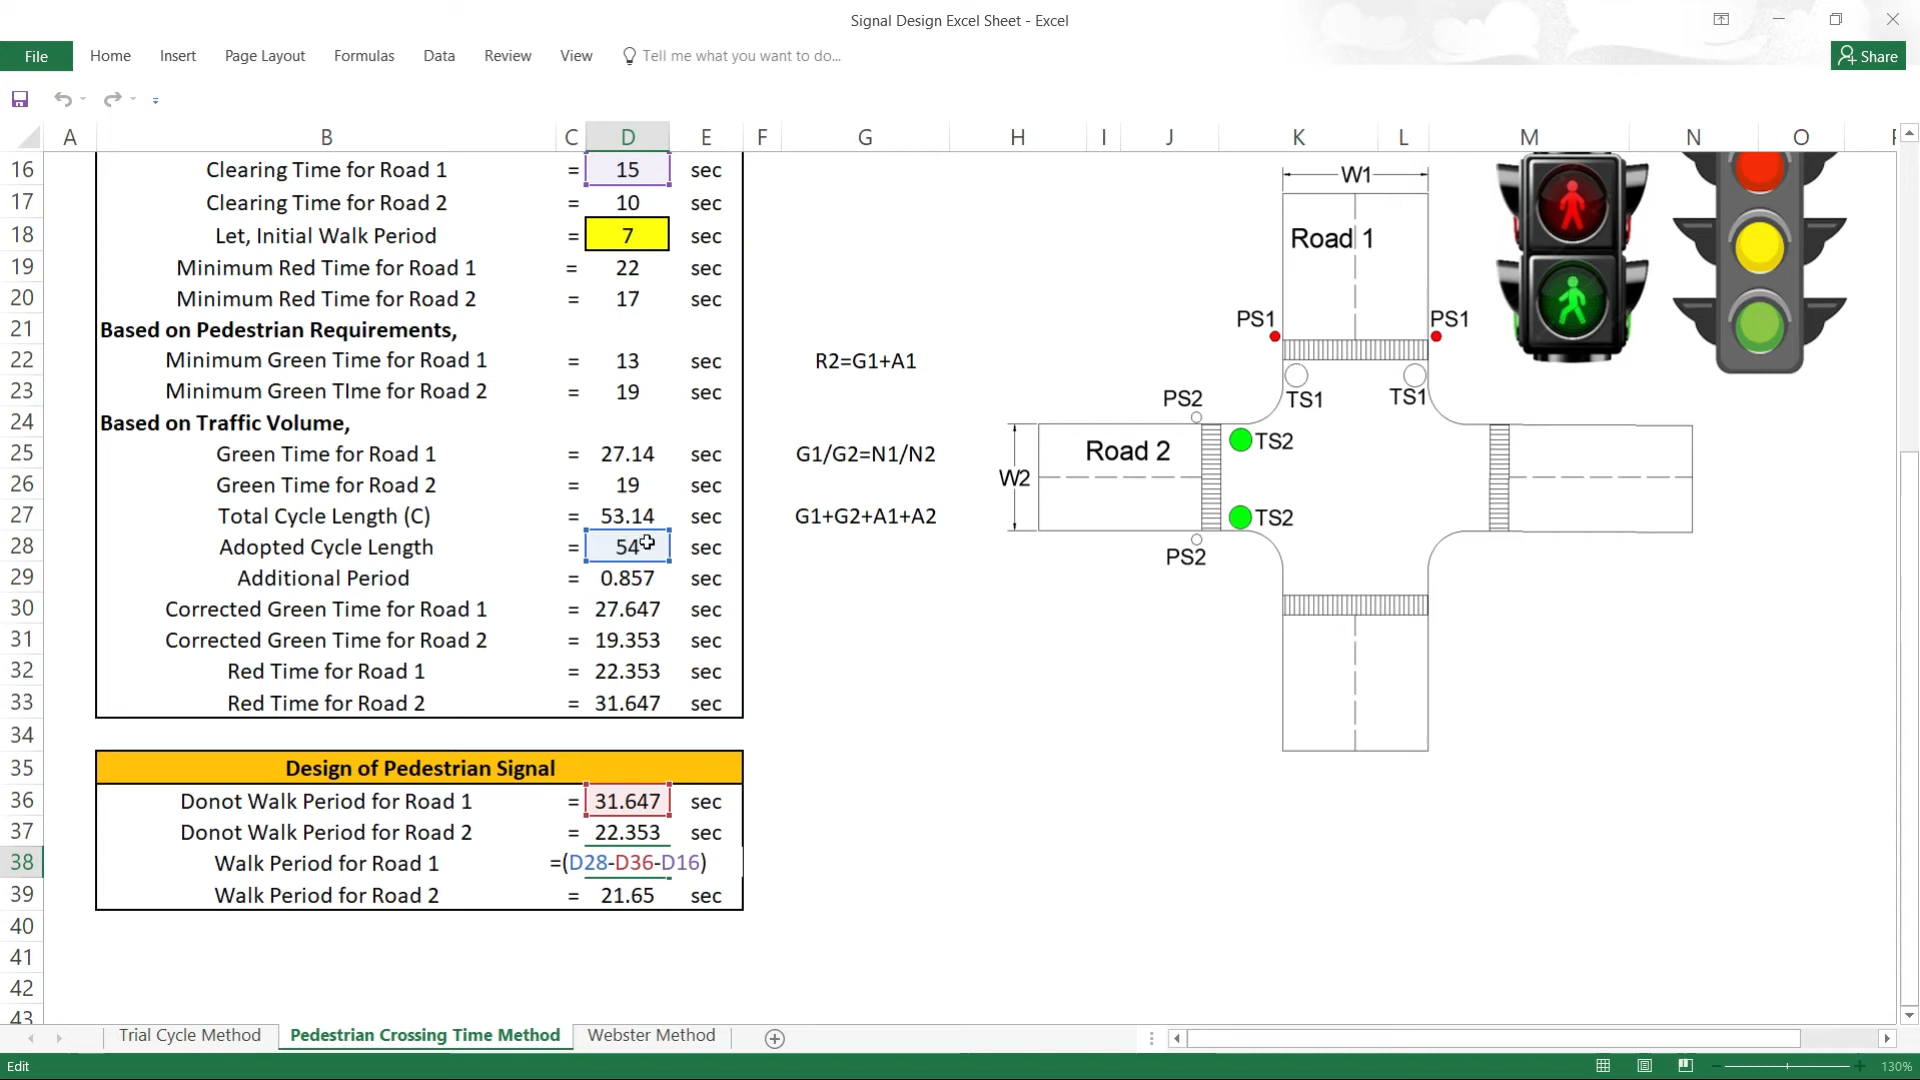 Signal Design Excel Sheet - Excel
File Home Insert Page Layout Formulas Data Review View Tell me what you want to do... Share
A B C D E F G H I J K L M N O
16 Clearing Time for Road 1 = 15 sec
17 Clearing Time for Road 2 = 10 sec
18 Let, Initial Walk Period = 7 sec
19 Minimum Red Time for Road 1 = 22 sec
20 Minimum Red Time for Road 2 = 17 sec
21 Based on Pedestrian Requirements,
22 Minimum Green Time for Road 1 = 13 sec R2=G1+A1
23 Minimum Green TIme for Road 2 = 19 sec
24 Based on Traffic Volume,
25 Green Time for Road 1 = 27.14 sec G1/G2=N1/N2
26 Green Time for Road 2 = 19 sec
27 Total Cycle Length (C) = 53.14 sec G1+G2+A1+A2
28 Adopted Cycle Length = 54 sec
29 Additional Period = 0.857 sec
30 Corrected Green Time for Road 1 = 27.647 sec
31 Corrected Green Time for Road 2 = 19.353 sec
32 Red Time for Road 1 = 22.353 sec
33 Red Time for Road 2 = 31.647 sec
34
35 Design of Pedestrian Signal
36 Donot Walk Period for Road 1 = 31.647 sec
37 Donot Walk Period for Road 2 = 22.353 sec
38 Walk Period for Road 1 =(D28-D36-D16)
39 Walk Period for Road 2 = 21.65 sec
40
41
42
43
W1
Road 1
PS1 PS1
TS1 TS1
PS2
TS2
Road 2
W2
TS2
PS2
Trial Cycle Method Pedestrian Crossing Time Method Webster Method
Edit 130%